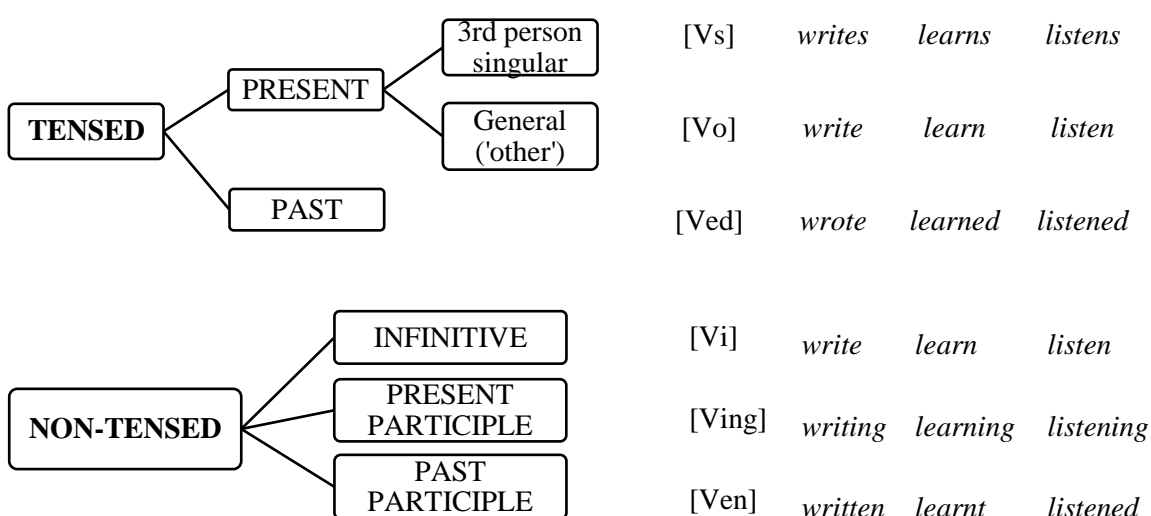 3rd person
singular
[Vs] writes learns listens
PRESENT
TENSED
General
('other')
[Vo] write learn listen
PAST
[Ved] wrote learned listened
INFINITIVE
[Vi] write learn listen
PRESENT
PARTICIPLE
[Ving] writing learning listening
NON-TENSED
PAST
PARTICIPLE
[Ven] written learnt listened